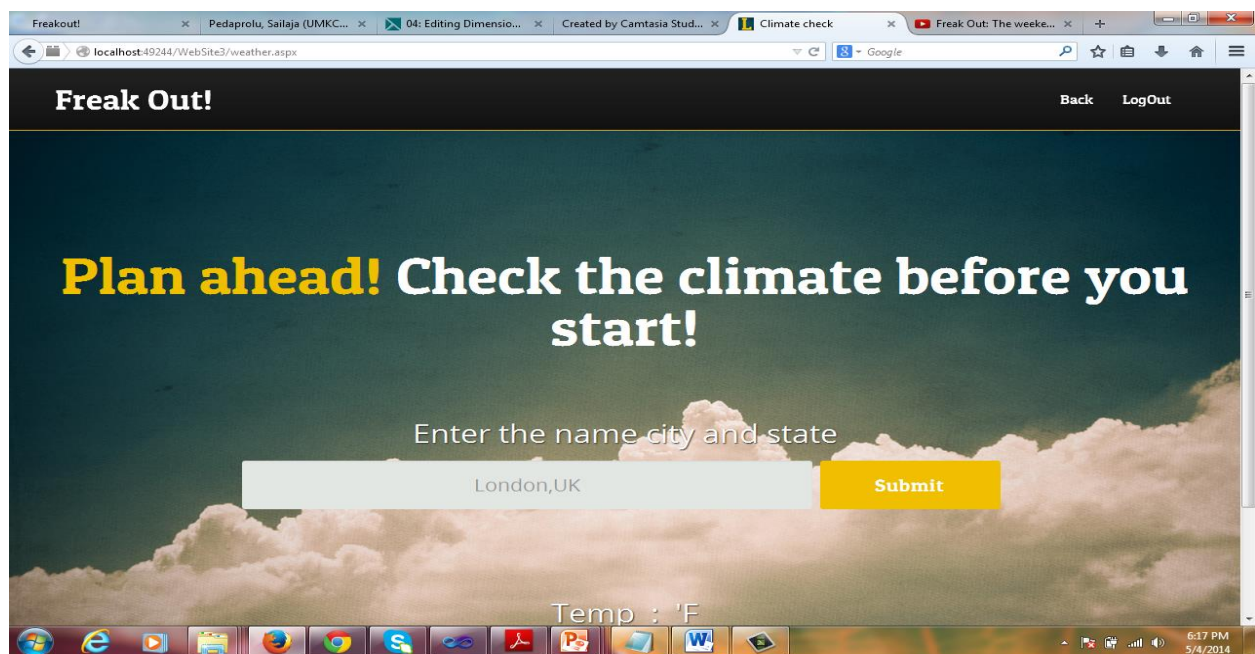 Freakout!
Pedaprolu, Sailaja (UMKC...
04: Editing Dimensio...
Created by Camtasia Stud...
Climate check
Freak Out: The weeke...
localhost:49244/WebSite3/weather.aspx
Google
Freak Out!
Back LogOut
Plan ahead! Check the climate before you
start!
Enter the name city and state
London,UK
Submit
Temp : 'F
6:17 PM
5/4/2014